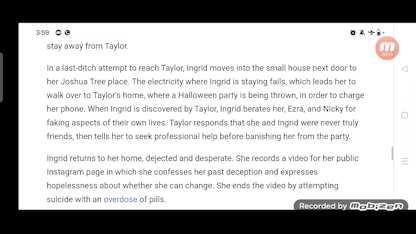 3:59
stay away from Taylor.
In a last-ditch attempt to reach Taylor, Ingrid moves into the small house next door to
her Joshua Tree place. The electricity where Ingrid is staying fails, which leads her to
walk over to Taylor's home, where a Halloween party is being thrown, in order to charge
her phone. When Ingrid is discovered by Taylor, Ingrid berates her, Ezra, and Nicky for
faking aspects of their own lives. Taylor responds that she and Ingrid were never truly
friends, then tells her to seek professional help before banishing her from the party.
Ingrid returns to her home, dejected and desperate. She records a video for her public
Instagram page in which she confesses her past deception and expresses
hopelessness about whether she can change. She ends the video by attempting
suicide with an overdose of pills.
Recorded by Mobizen